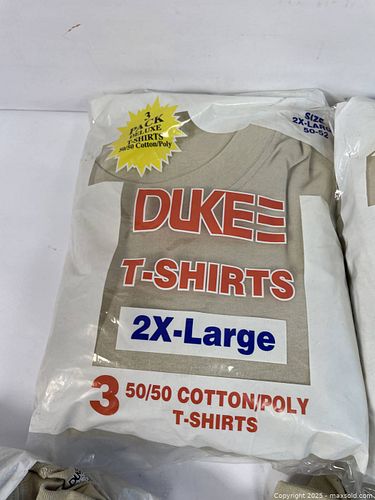 3
PACK
DELUXE
T-SHIRTS
50/50 Cotton/Poly
SIZE
2X-LARG
50-52
DUKE
T-SHIRTS
2X-Large
3 50/50 COTTON/POLY
T-SHIRTS
Copyright 2025 - maxsold.com